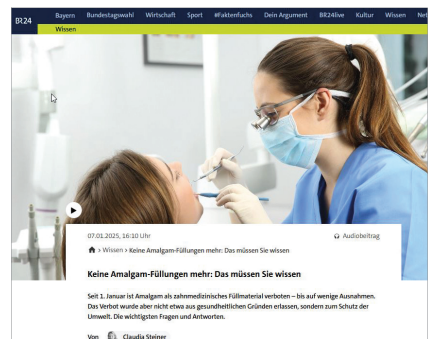 BR24
Bayern Bundestagswahl Wirtschaft Sport #Faktenfuchs Dein Argument BR24live Kultur Wissen Net
Wissen
07.01.2025, 16:10 Uhr
Audiobeitrag
> Wissen > Keine Amalgam-Füllungen mehr: Das müssen Sie wissen
Keine Amalgam-Füllungen mehr: Das müssen Sie wissen
Seit 1. Januar ist Amalgam als zahnmedizinisches Füllmaterial verboten – bis auf wenige Ausnahmen.
Das Verbot wurde aber nicht etwa aus gesundheitlichen Gründen erlassen, sondern zum Schutz der
Umwelt. Die wichtigsten Fragen und Antworten.
Von Claudia Steiner